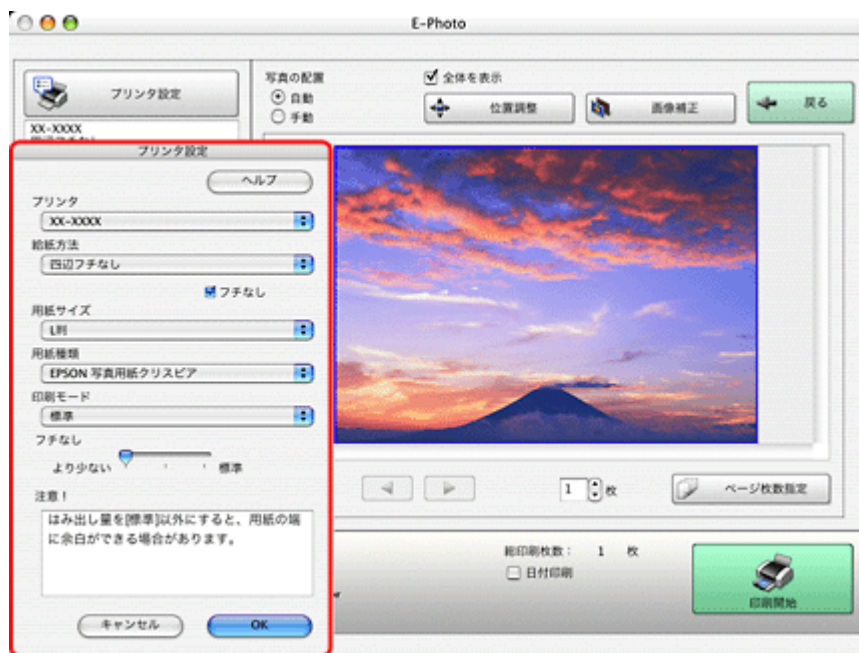 E-Photo
プリンタ設定
XX-XXXX
写真の配置
自動
手動
全体を表示
位置調整
画像補正
戻る
プリンタ設定
ヘルプ
プリンタ
XX-XXXX
給紙方法
四辺フチなし
フチなし
用紙サイズ
L判
用紙種類
EPSON 写真用紙クリスピア
印刷モード
標準
フチなし
より少ない 標準
注意！
はみ出し量を[標準]以外にすると、用紙の端
に余白ができる場合があります。
キャンセル
OK
1 枚
ページ枚数指定
総印刷枚数： 1 枚
日付印刷
印刷開始